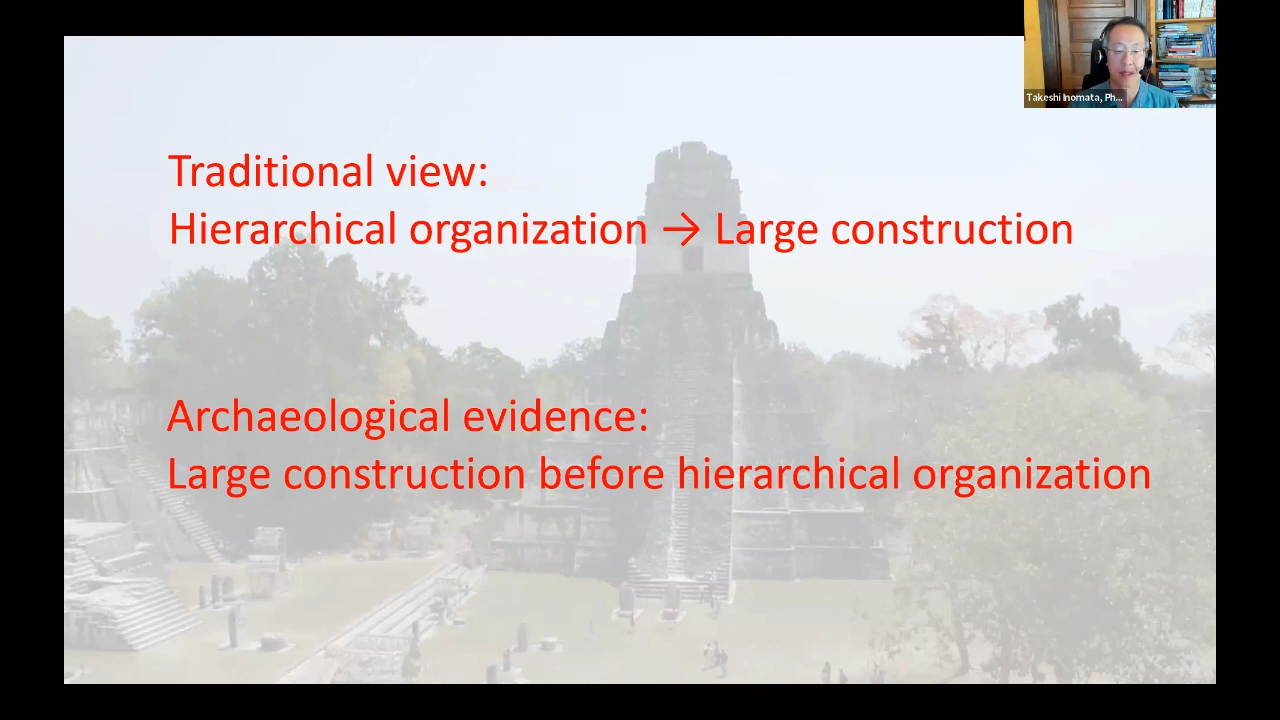 Takeshi Inomata, Ph...
Traditional view:
Hierarchical organization → Large construction
Archaeological evidence:
Large construction before hierarchical organization